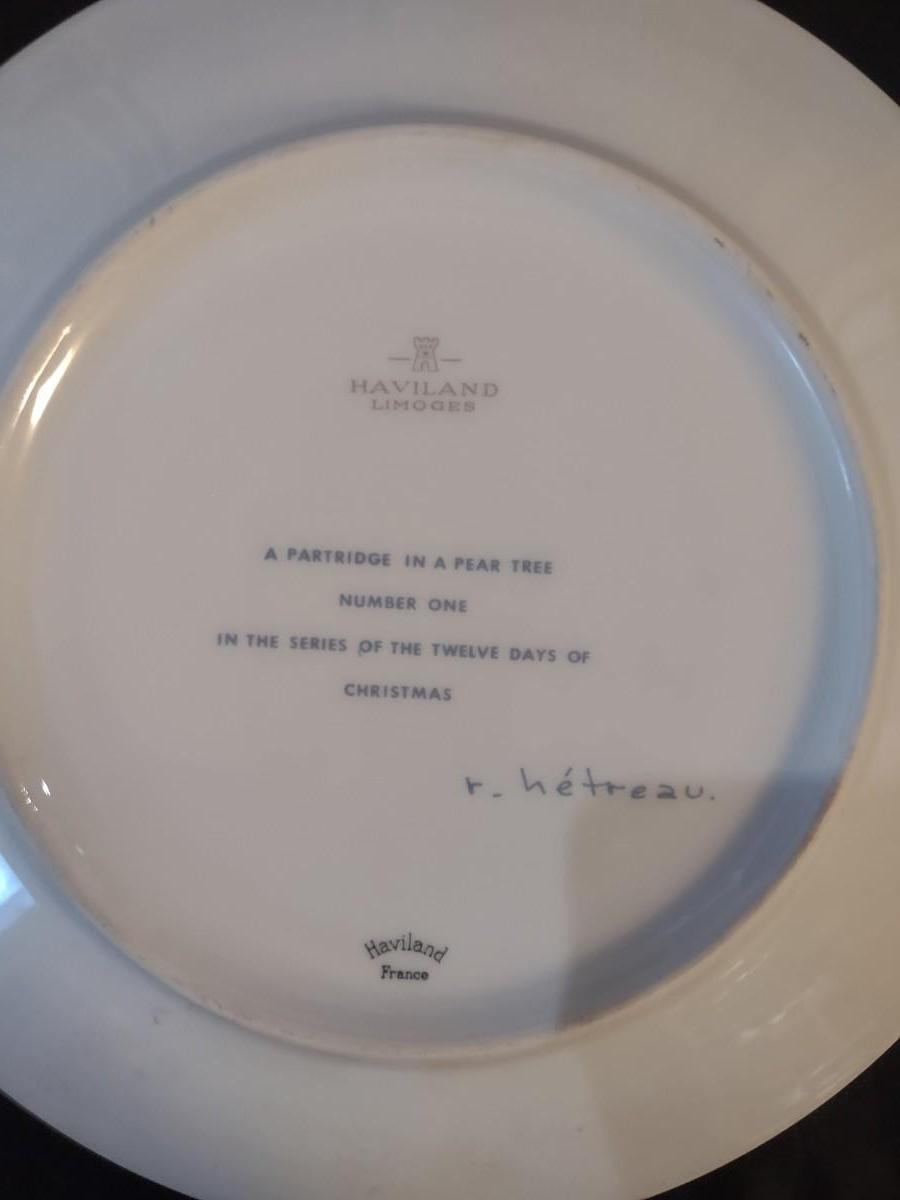 HAVILAND
LIMOGES
A PARTRIDGE IN A PEAR TREE
NUMBER ONE
IN THE SERIES OF THE TWELVE DAYS OF
CHRISTMAS
r. hétreau.
Haviland
France